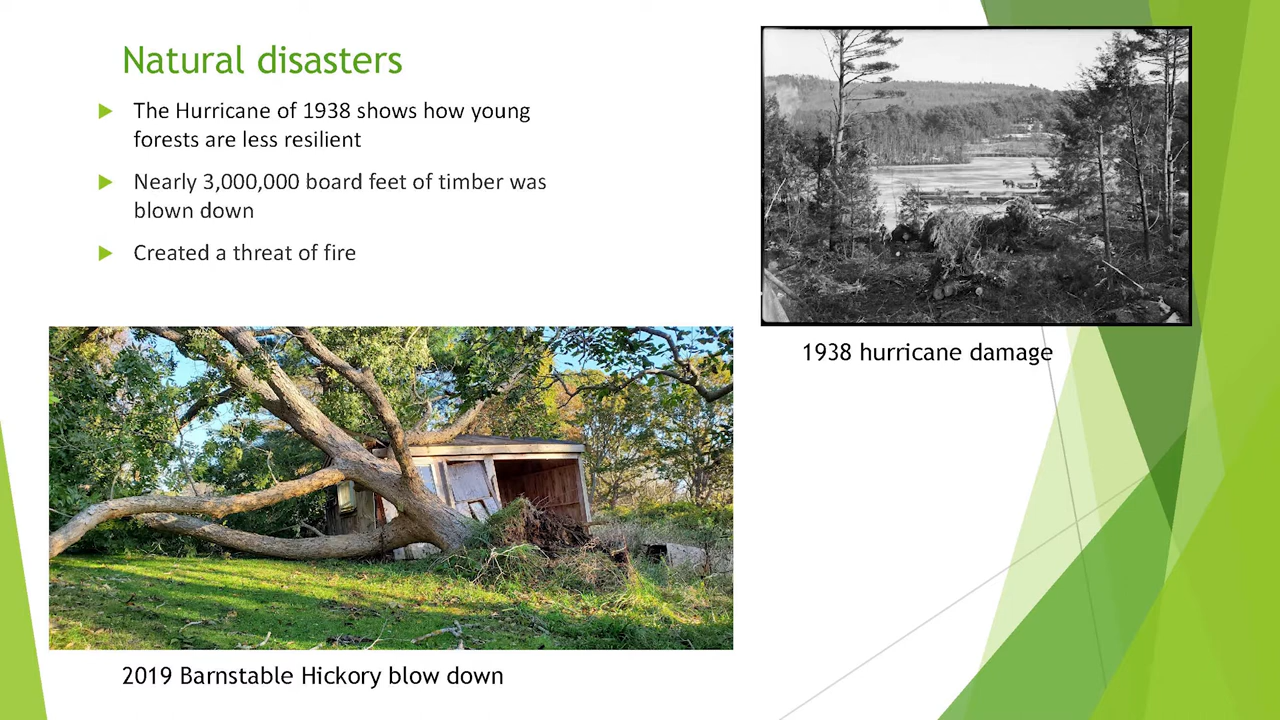 Natural disasters
The Hurricane of 1938 shows how young
forests are less resilient
Nearly 3,000,000 board feet of timber was
blown down
Created a threat of fire
1938 hurricane damage
2019 Barnstable Hickory blow down